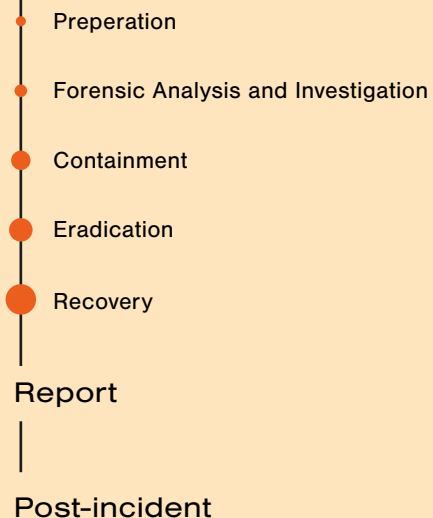 Preperation
Forensic Analysis and Investigation
Containment
Eradication
Recovery
Report
Post-incident